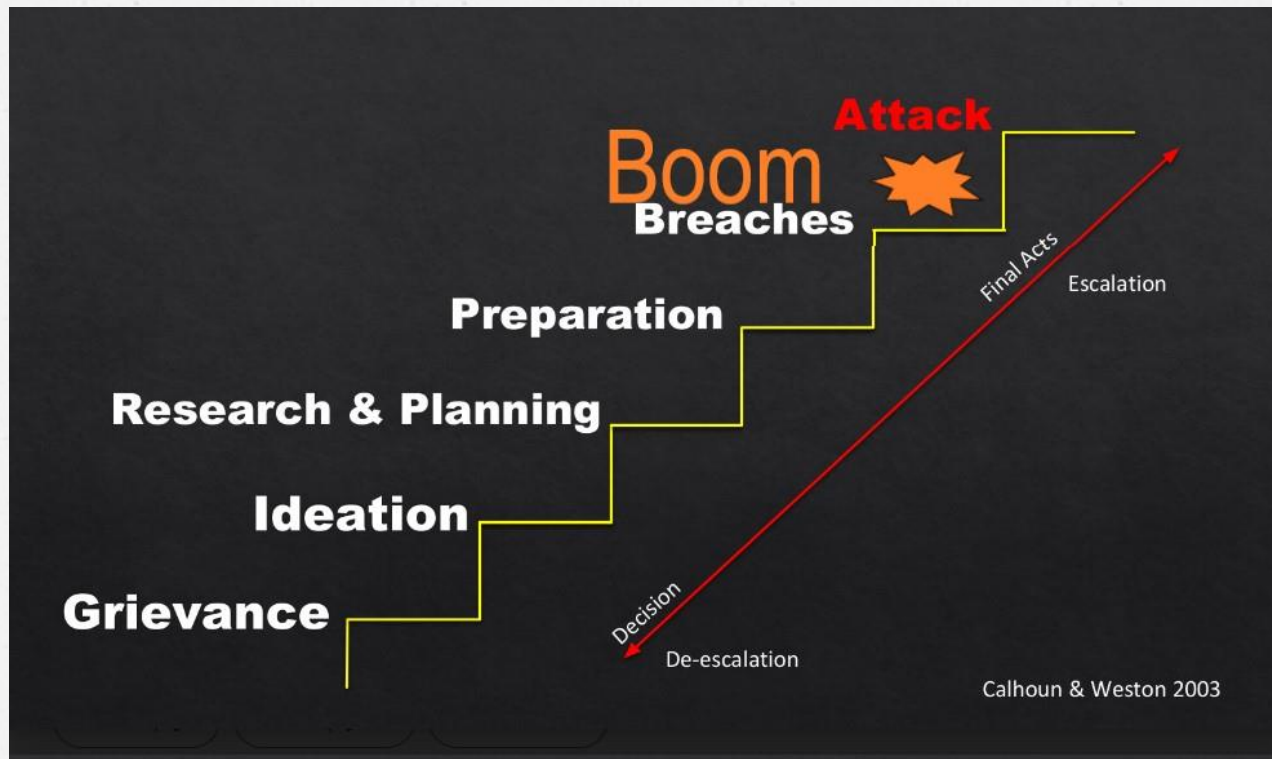 Attack
Boom
Breaches
Final Acts
Escalation
Preparation
Research & Planning
Ideation
Decision
Grievance
De-escalation
Calhoun & Weston 2003